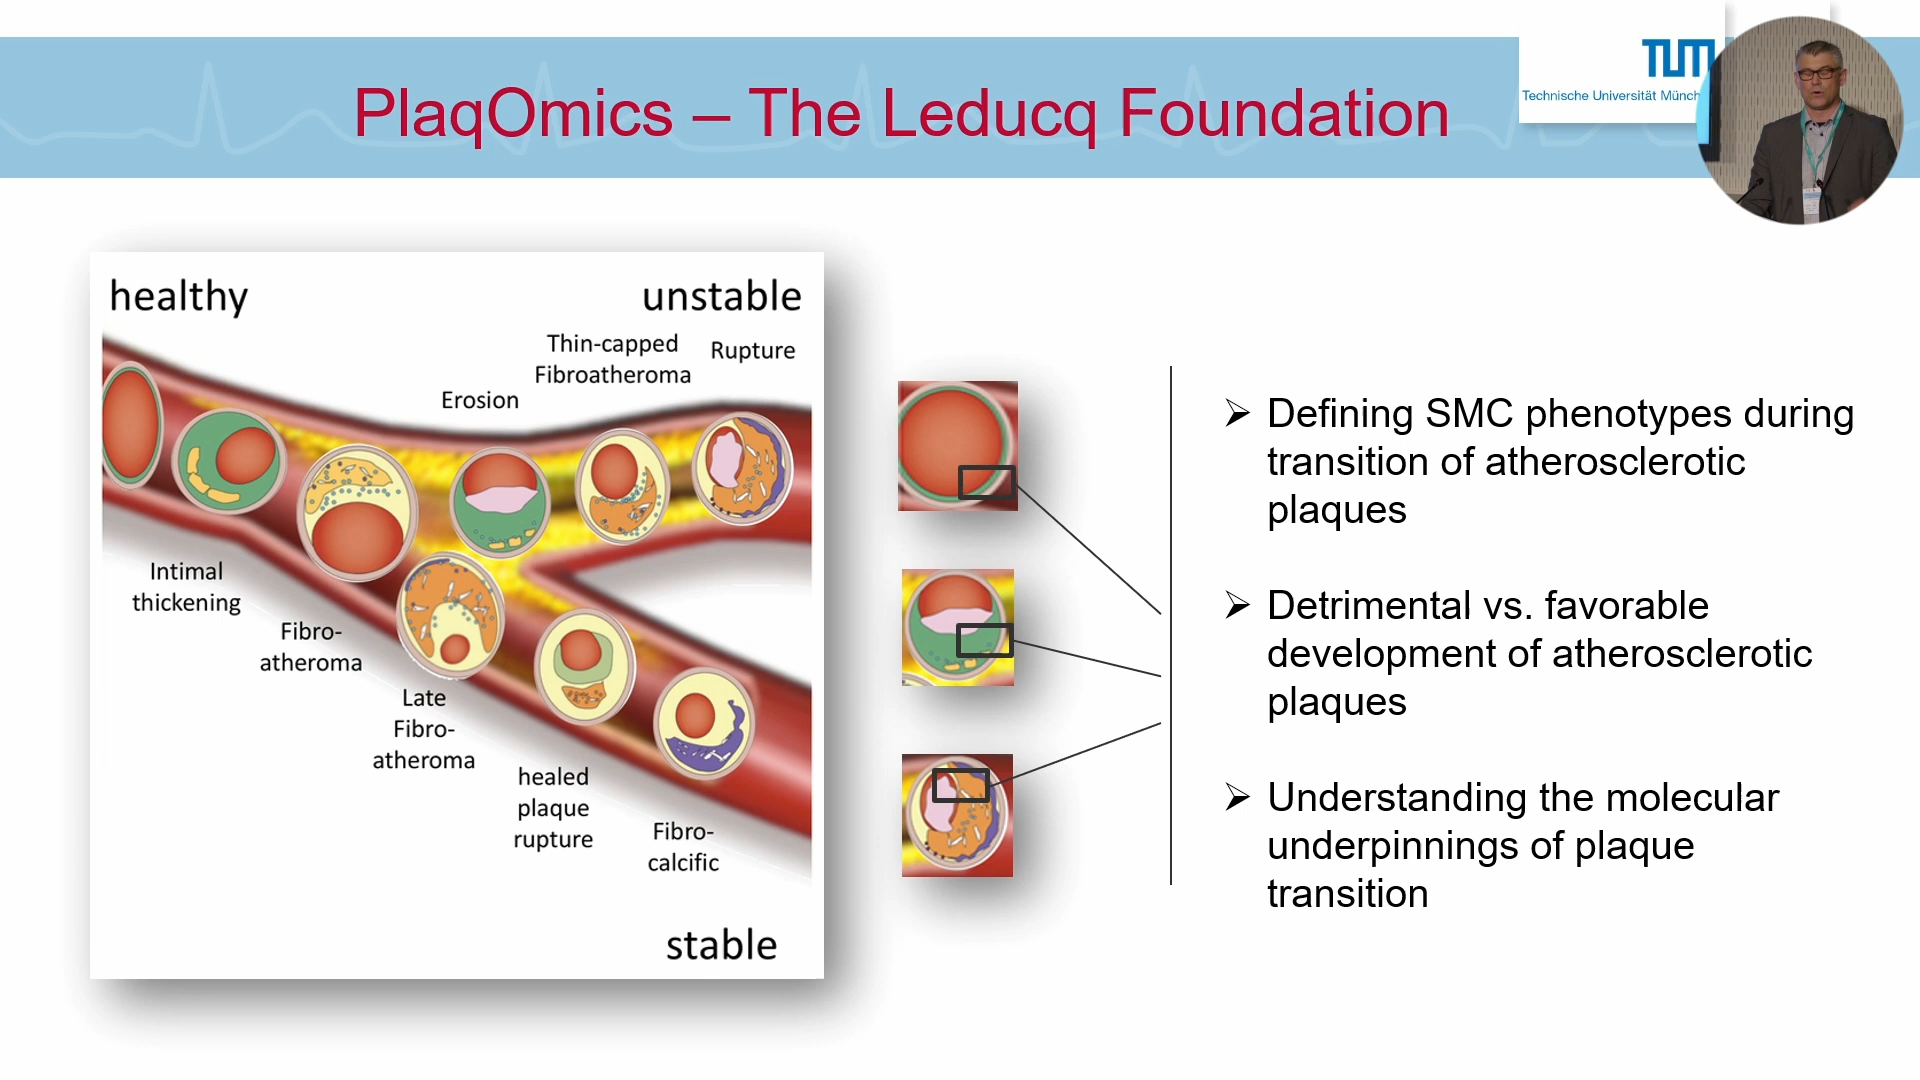 PlaqOmics – The Leducq Foundation
TUM
Technische Universität Münch
healthy
unstable
Thin-capped
Fibroatheroma
Rupture
Erosion
Intimal
thickening
Fibro-
atheroma
Late
Fibro-
atheroma
healed
plaque
rupture
Fibro-
calcific
stable
➢ Defining SMC phenotypes during
transition of atherosclerotic
plaques
➢ Detrimental vs. favorable
development of atherosclerotic
plaques
➢ Understanding the molecular
underpinnings of plaque
transition